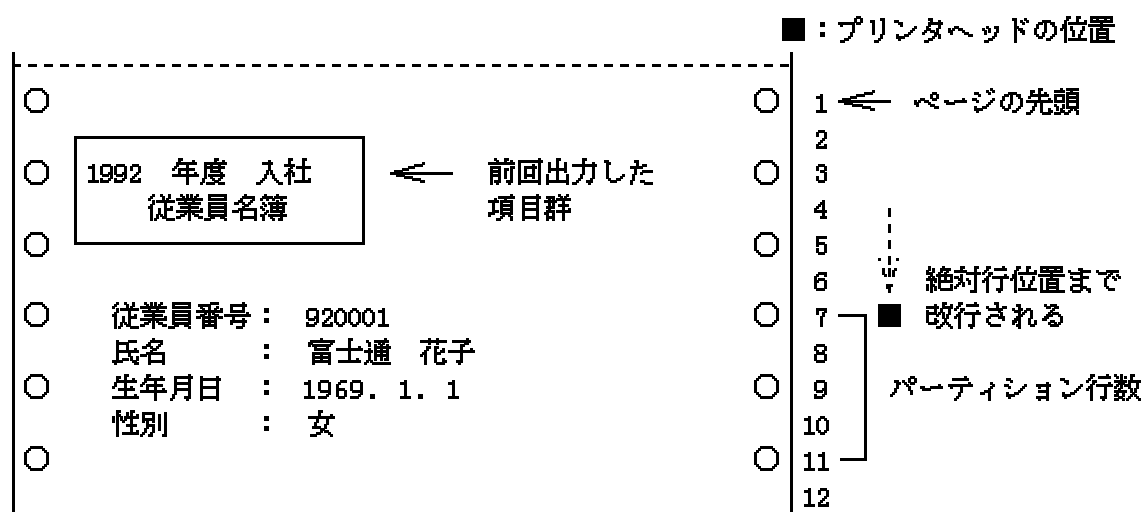 ■：プリンタヘッドの位置
1 ページの先頭
2
1992 年度 入社 前回出力した 3
従業員名簿 項目群 4
5
6 絶対行位置まで
従業員番号： 920001 7 ■ 改行される
氏名 ： 富士通 花子 8
生年月日 ： 1969. 1. 1 9 パーティション行数
性別 ： 女 10
11
12